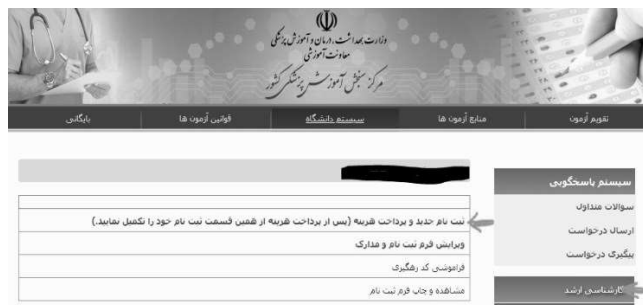 وزارت بهداشت، درمان و آموزش پزشکی
معاونت آموزشی
مرکز سنجش آموزش پزشکی کشور
تقویم آزمون
منابع آزمون ها
سیستم دانشگاه
قوانین آزمون ها
بایگانی
سیستم پاسخگویی
سوالات متداول
ارسال درخواست
پیگیری درخواست
کارشناسی ارشد
ثبت نام جدید و پرداخت هزینه (پس از پرداخت هزینه از همین قسمت ثبت نام خود را تکمیل نمایید.)
ویرایش فرم ثبت نام و مدارک
فراموشی کد رهگیری
مشاهده و چاپ فرم ثبت نام